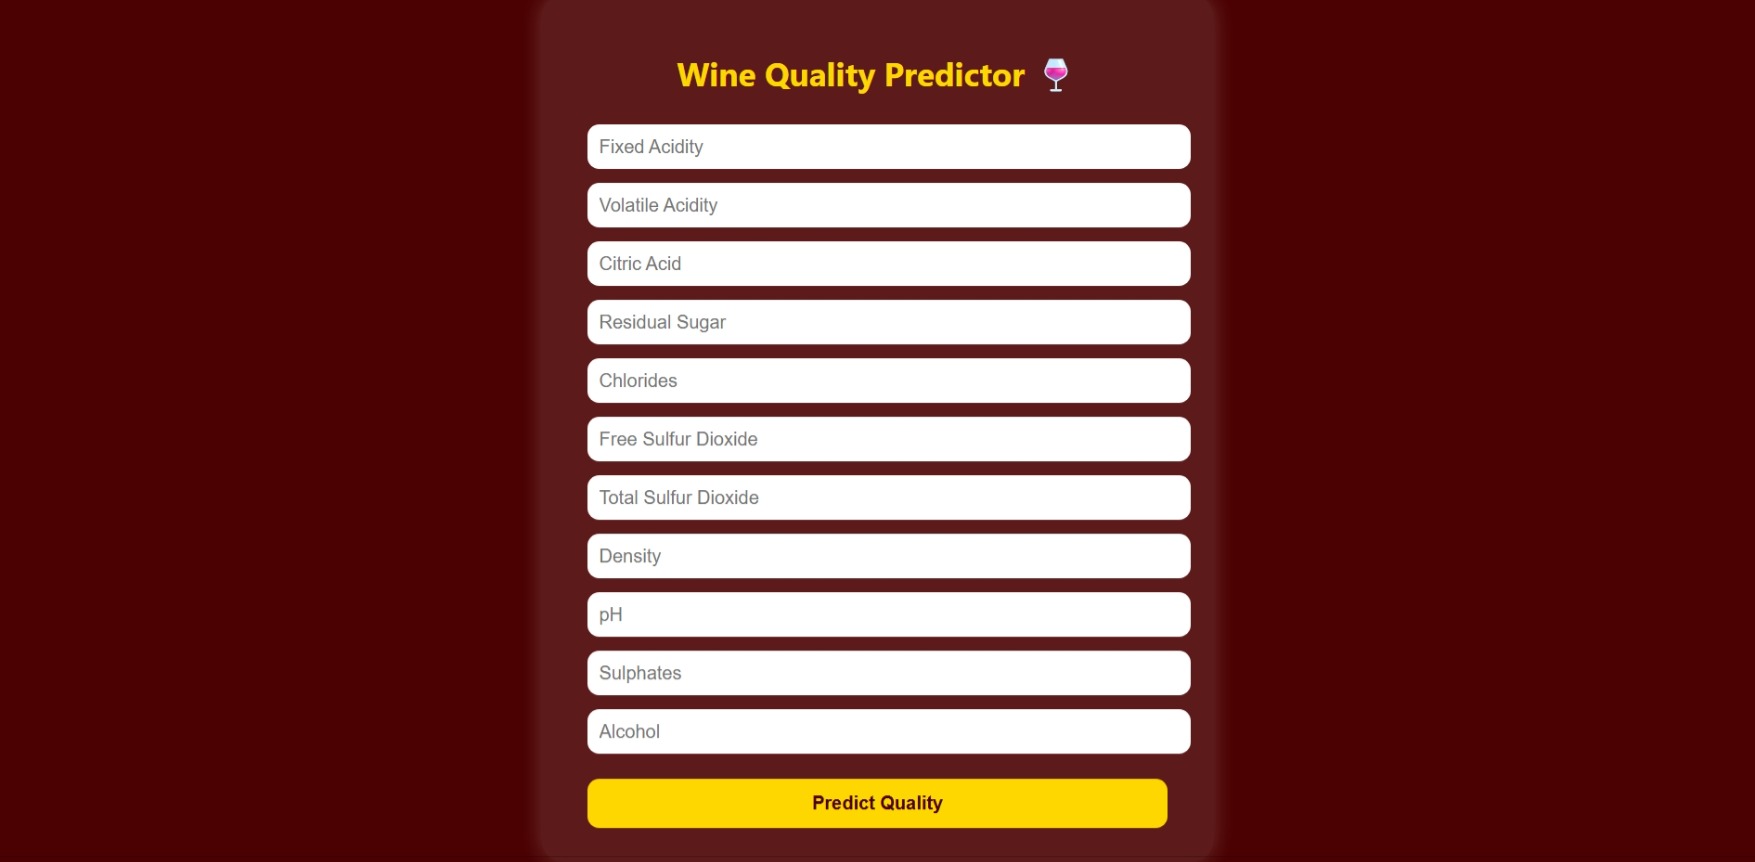 Wine Quality Predictor 🍷
Fixed Acidity
Volatile Acidity
Citric Acid
Residual Sugar
Chlorides
Free Sulfur Dioxide
Total Sulfur Dioxide
Density
pH
Sulphates
Alcohol
Predict Quality